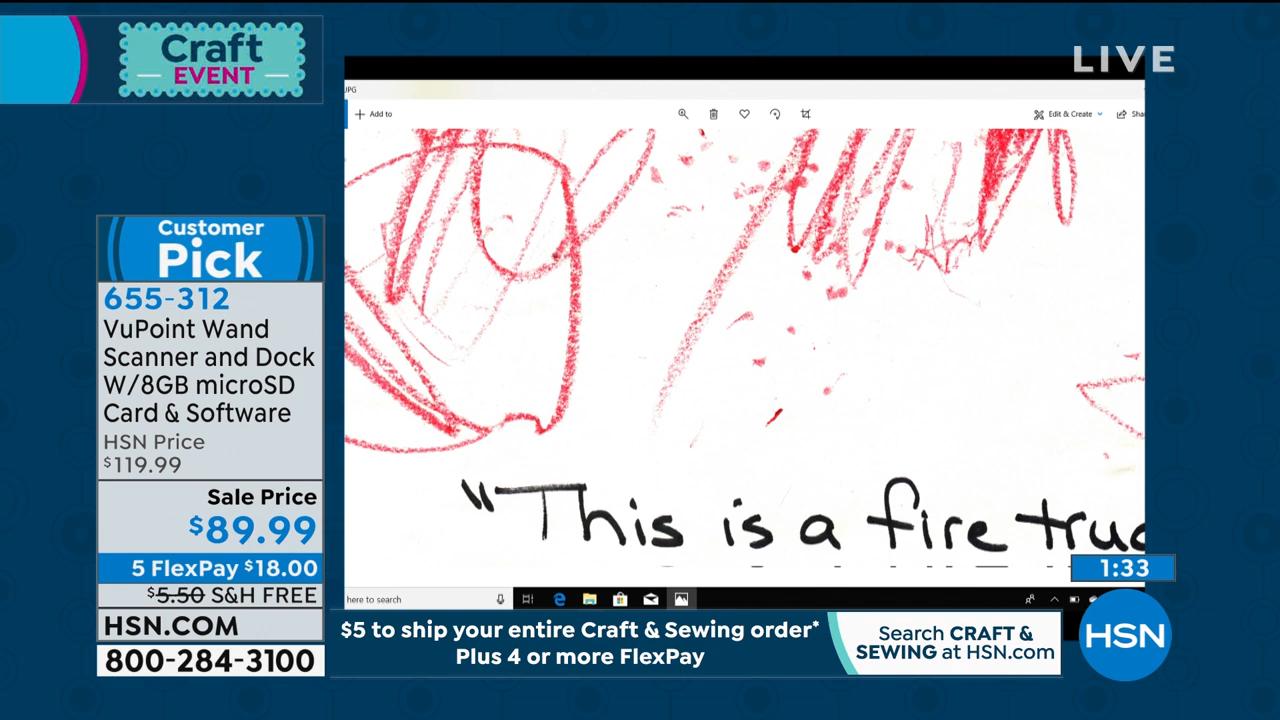 Craft
EVENT
LIVE
JPG
Add to
Edit & Create
Customer
Pick
655-312
VuPoint Wand
Scanner and Dock
W/8GB microSD
Card & Software
HSN Price
$119.99
Sale Price
$89.99
5 FlexPay $18.00
$5.50 S&H FREE
HSN.COM
800-284-3100
"This is a fire truc
1:33
here to search
$5 to ship your entire Craft & Sewing order*
Plus 4 or more FlexPay
Search CRAFT &
SEWING at HSN.com
HSN